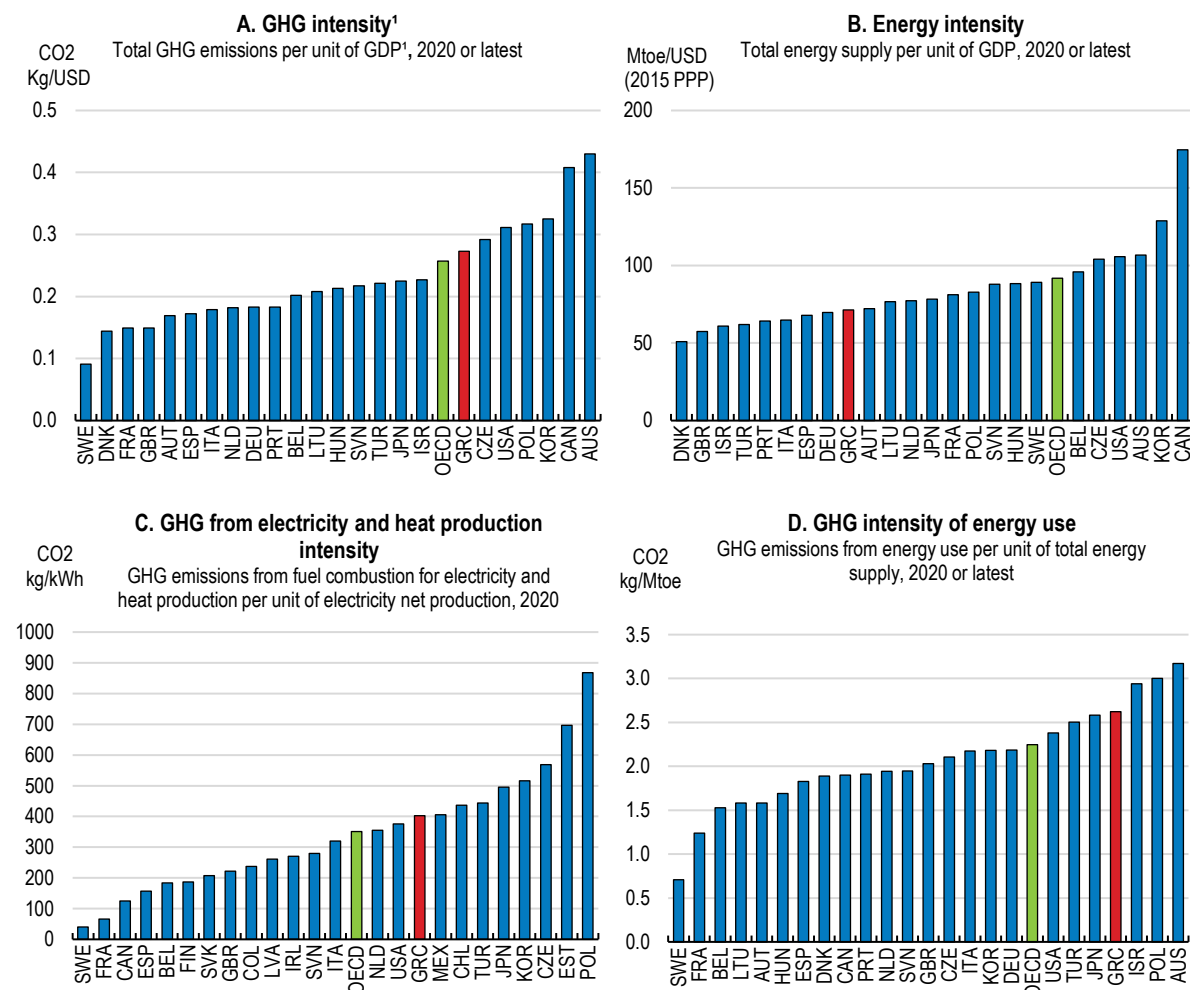 A. GHG intensity¹
Total GHG emissions per unit of GDP¹, 2020 or latest
CO2
Kg/USD
0.5
0.4
0.3
0.2
0.1
0.0
SWE
DNK
FRA
GBR
AUT
ESP
ITA
NLD
DEU
PRT
BEL
LTU
HUN
SVN
TUR
JPN
ISR
OECD
GRC
CZE
USA
POL
KOR
CAN
AUS
B. Energy intensity
Total energy supply per unit of GDP, 2020 or latest
Mtoe/USD
(2015 PPP)
200
150
100
50
0
DNK
GBR
ISR
TUR
PRT
ITA
ESP
DEU
GRC
AUT
LTU
NLD
JPN
FRA
POL
SVN
HUN
SWE
OECD
BEL
CZE
USA
AUS
KOR
CAN
C. GHG from electricity and heat production
intensity
GHG emissions from fuel combustion for electricity and
heat production per unit of electricity net production, 2020
CO2
kg/kWh
1000
900
800
700
600
500
400
300
200
100
0
SWE
FRA
CAN
ESP
BEL
FIN
SVK
GBR
COL
LVA
IRL
SVN
ITA
OECD
NLD
USA
GRC
MEX
CHL
TUR
JPN
KOR
CZE
EST
POL
D. GHG intensity of energy use
GHG emissions from energy use per unit of total energy
supply, 2020 or latest
CO2
kg/Mtoe
3.5
3.0
2.5
2.0
1.5
1.0
0.5
0.0
SWE
FRA
BEL
LTU
AUT
HUN
ESP
DNK
CAN
PRT
NLD
SVN
GBR
CZE
ITA
KOR
DEU
OECD
USA
TUR
JPN
GRC
ISR
POL
AUS